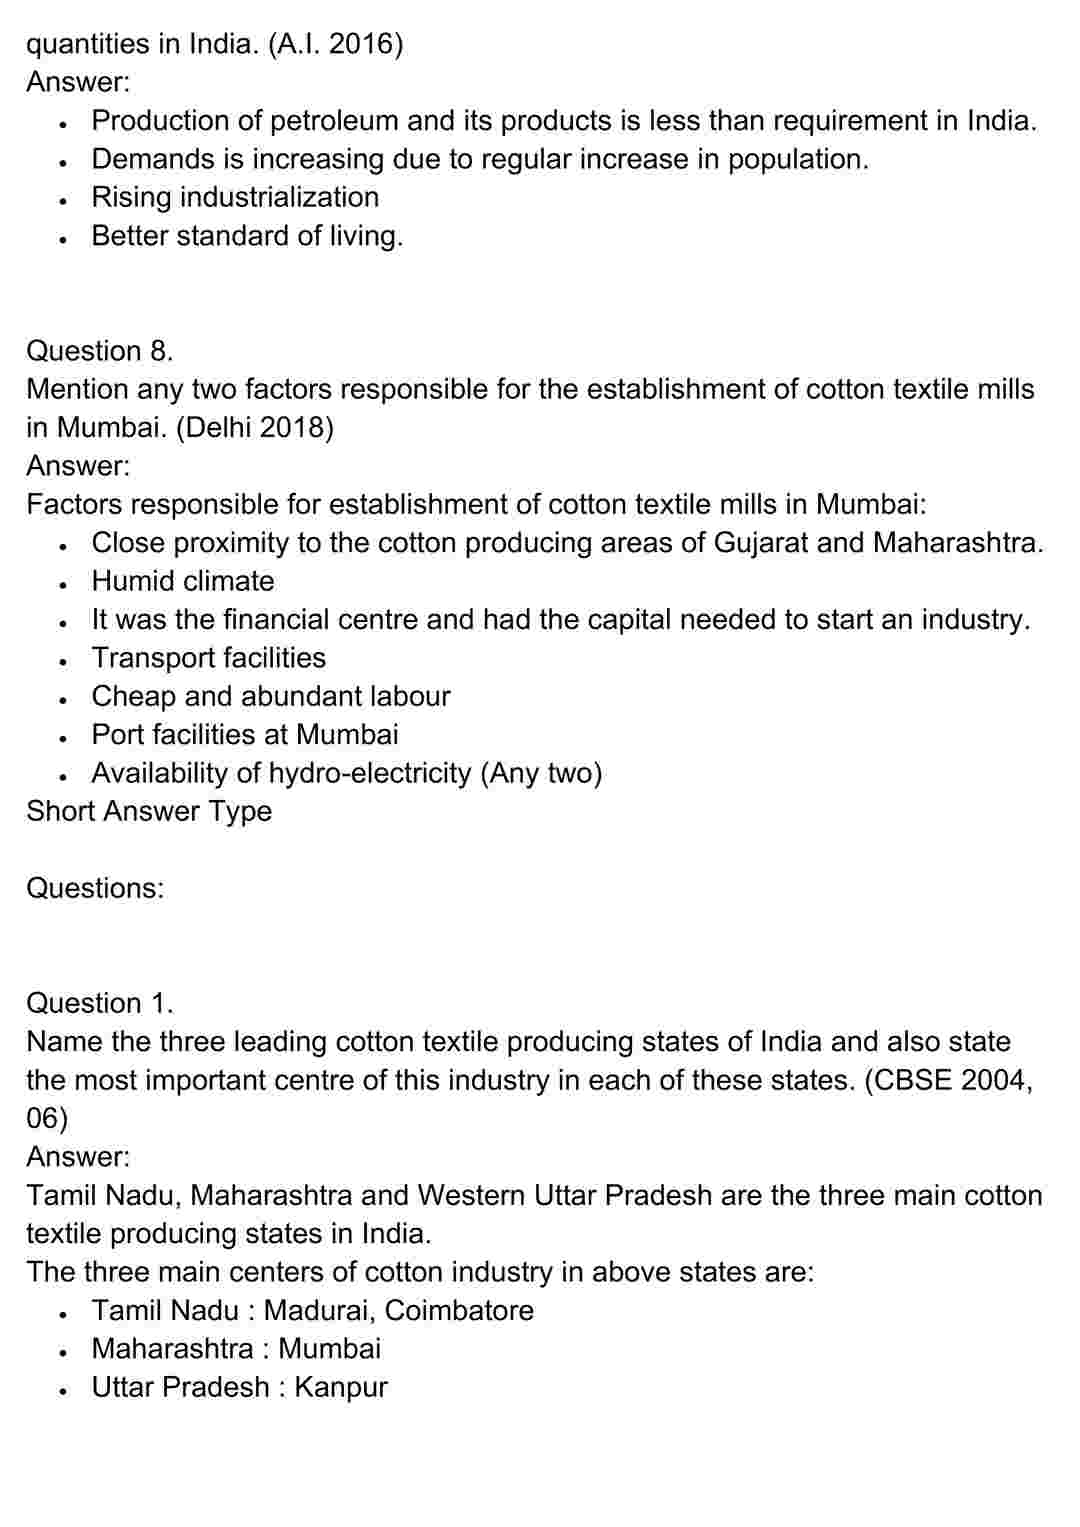 quantities in India. (A.I. 2016)
Answer:
• Production of petroleum and its products is less than requirement in India.
• Demands is increasing due to regular increase in population.
• Rising industrialization
• Better standard of living.
Question 8.
Mention any two factors responsible for the establishment of cotton textile mills
in Mumbai. (Delhi 2018)
Answer:
Factors responsible for establishment of cotton textile mills in Mumbai:
• Close proximity to the cotton producing areas of Gujarat and Maharashtra.
• Humid climate
• It was the financial centre and had the capital needed to start an industry.
• Transport facilities
• Cheap and abundant labour
• Port facilities at Mumbai
• Availability of hydro-electricity (Any two)
Short Answer Type
Questions:
Question 1.
Name the three leading cotton textile producing states of India and also state
the most important centre of this industry in each of these states. (CBSE 2004,
06)
Answer:
Tamil Nadu, Maharashtra and Western Uttar Pradesh are the three main cotton
textile producing states in India.
The three main centers of cotton industry in above states are:
• Tamil Nadu : Madurai, Coimbatore
• Maharashtra : Mumbai
• Uttar Pradesh : Kanpur